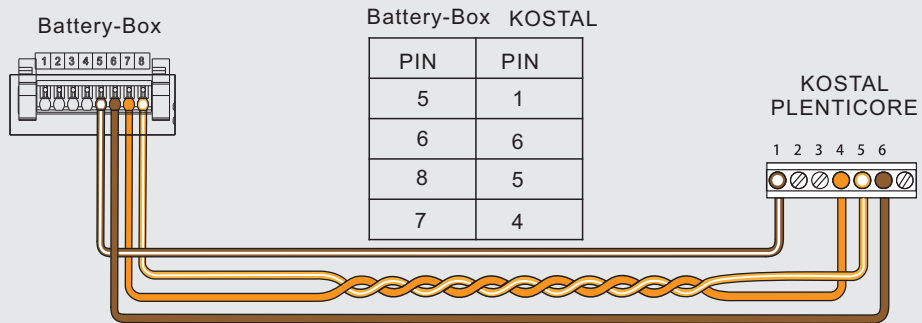 Battery-Box
1 2 3 4 5 6 7 8
Battery-Box KOSTAL
PIN PIN
5 1
6 6
8 5
7 4
KOSTAL
PLENTICORE
1 2 3 4 5 6